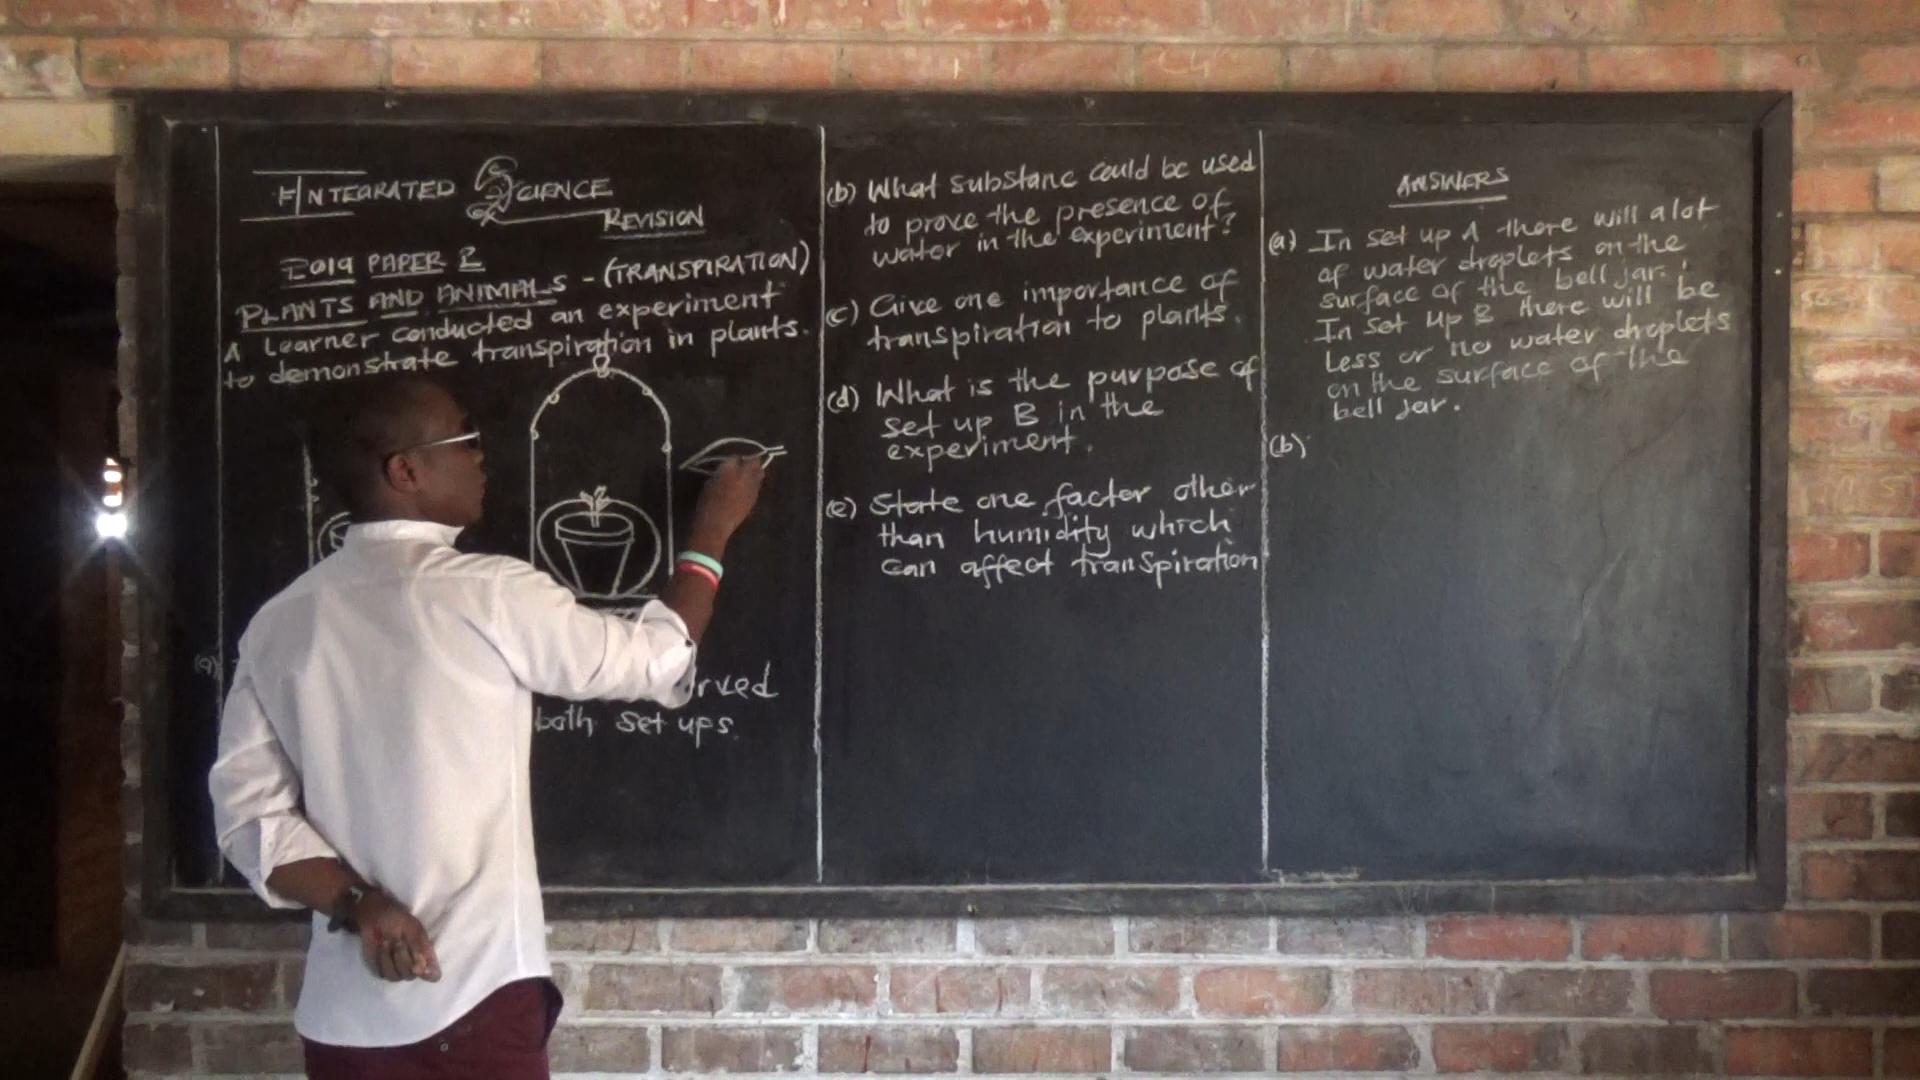 INTEGRATED SCIENCE
REVISION
2019 PAPER 2
PLANTS AND ANIMALS - (TRANSPIRATION)
A learner conducted an experiment
to demonstrate transpiration in plants.
(a)
both set ups.
(b) What substanc could be used
to prove the presence of
water in the experiment?
(c) Give one importance of
transpiration to plants.
(d) What is the purpose of
set up B in the
experiment.
(e) State one factor other
than humidity which
can affect transpiration
ANSWERS
(a) In set up A there will a lot
of water droplets on the
surface of the bell jar.
In set up B there will be
less or no water droplets
on the surface of the
bell jar.
(b)